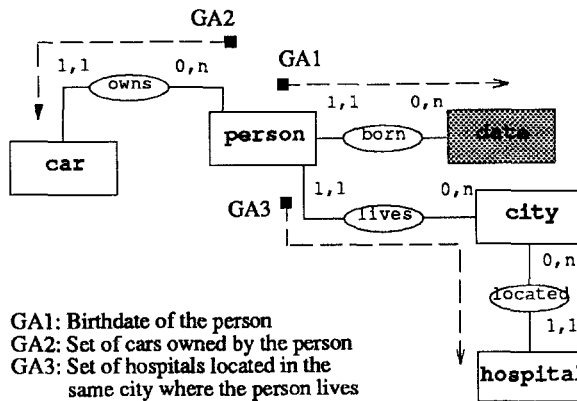 GA2
GA1
1,1
0,n
owns
1,1
0,n
person
born
date
car
1,1
0,n
GA3
lives
city
0,n
located
1,1
hospital
GA1: Birthdate of the person
GA2: Set of cars owned by the person
GA3: Set of hospitals located in the
same city where the person lives